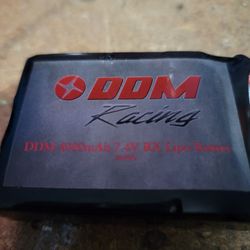 DDM
Racing
DDM 4000mAh 7.4V RX Lipo Battery